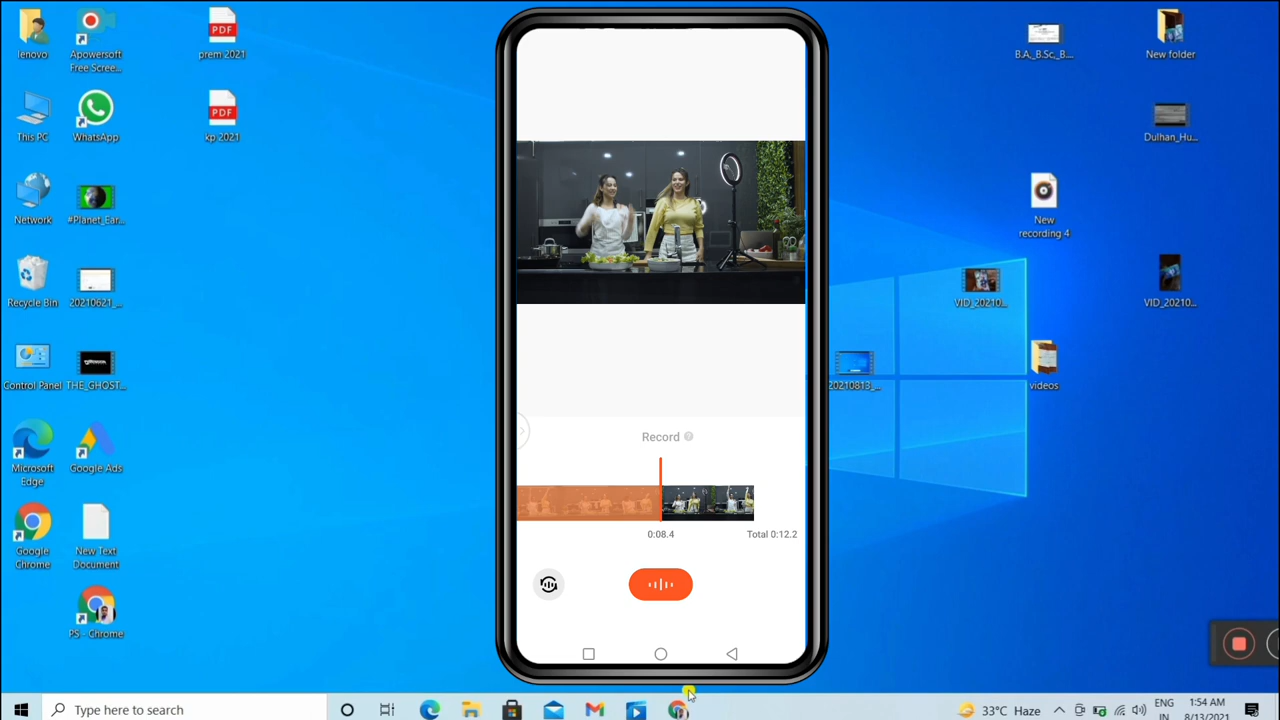 lenovo
Apowersoft
Free Scree...
PDF
prem 2021
This PC
WhatsApp
PDF
kp 2021
Network
#Planet_Ear...
Recycle Bin
20210621_...
Control Panel
THE_GHOST...
Microsoft
Edge
Google Ads
Google
Chrome
New Text
Document
PS - Chrome
B.A,_B.Sc,_B....
New folder
Dulhan_Hu...
New
recording 4
VID_20210...
VID_20210...
20210813_...
videos
Record
0:08.4
Total 0:12.2
Type here to search
33°C Haze
ENG
IN
1:54 AM
8/13/2021